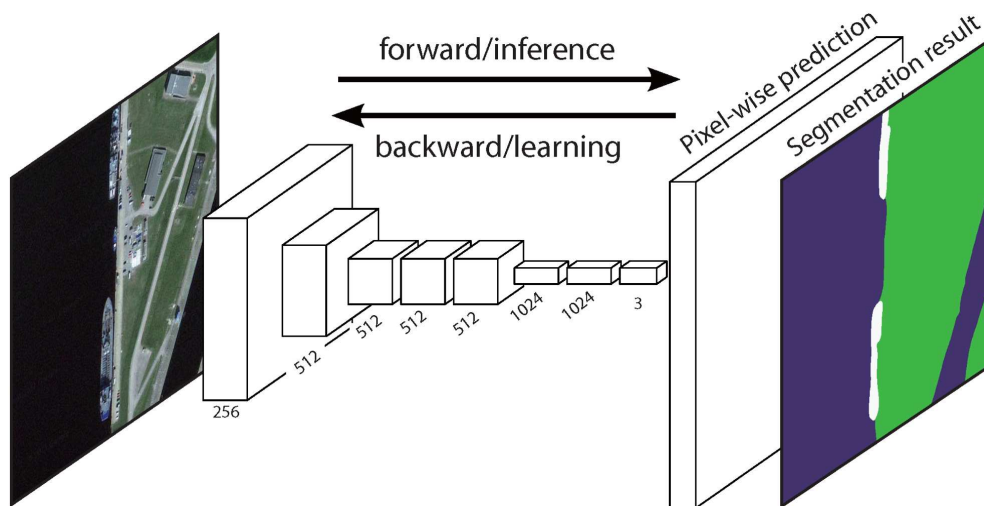 forward/inference
backward/learning
Pixel-wise prediction
Segmentation result
256
512
512
512
512
1024
1024
3